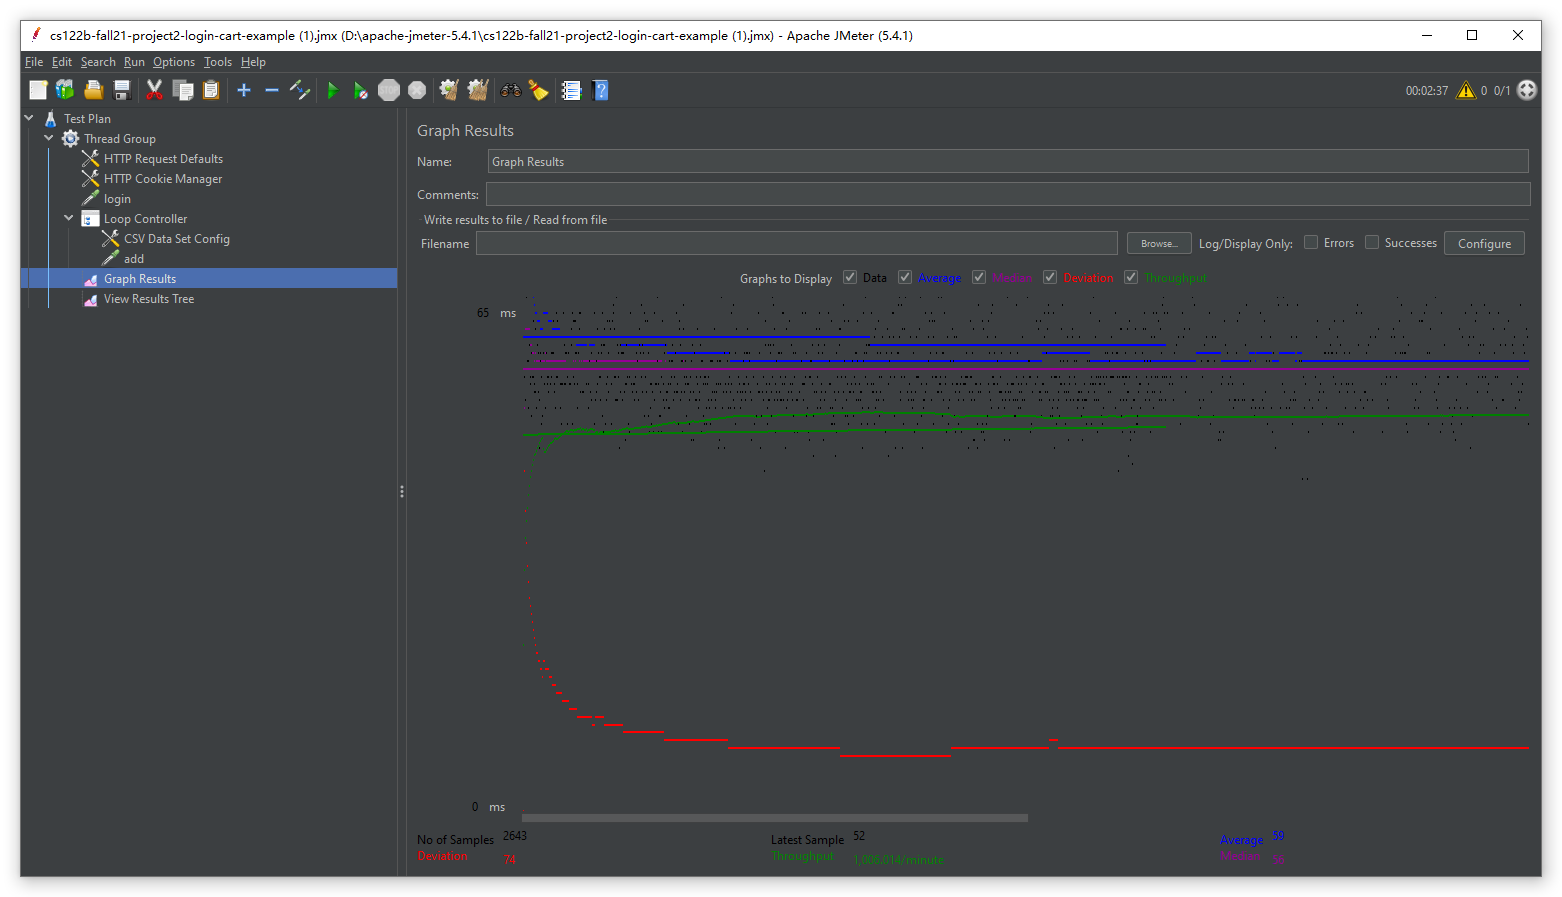 cs122b-fall21-project2-login-cart-example (1).jmx (D:\apache-jmeter-5.4.1\cs122b-fall21-project2-login-cart-example (1).jmx) - Apache JMeter (5.4.1)
File Edit Search Run Options Tools Help
STOP
00:02:37 0 0/1
Test Plan
Thread Group
HTTP Request Defaults
HTTP Cookie Manager
login
Loop Controller
CSV Data Set Config
add
Graph Results
View Results Tree
Graph Results
Name: Graph Results
Comments:
Write results to file / Read from file
Filename Browse... Log/Display Only: Errors Successes Configure
Graphs to Display Data Average Median Deviation Throughput
65 ms
0 ms
No of Samples 2643 Latest Sample 52 Average 59
Deviation 74 Throughput 1,006.014/minute Median 56